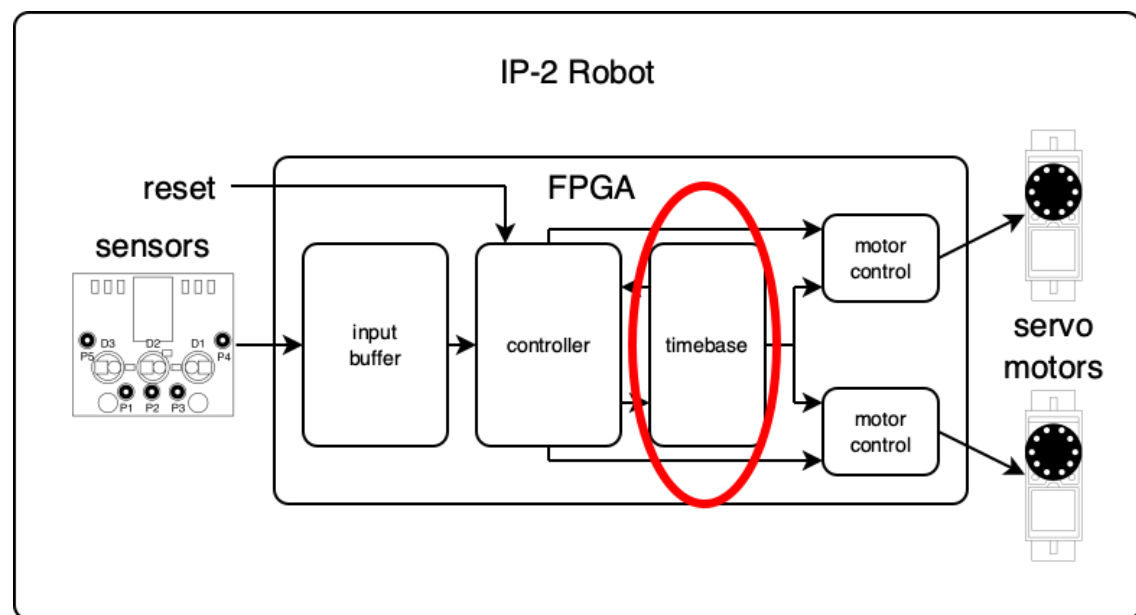 IP-2 Robot
reset
FPGA
sensors
D3
D2
D1
P5
P4
P1
P2
P3
input
buffer
controller
timebase
motor
control
motor
control
servo
motors